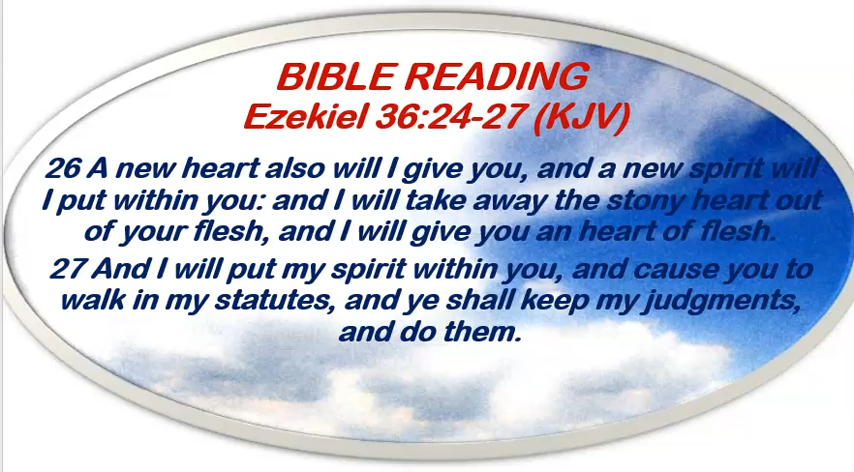 BIBLE READING
Ezekiel 36:24-27 (KJV)
26 A new heart also will I give you, and a new spirit will
I put within you: and I will take away the stony heart out
of your flesh, and I will give you an heart of flesh.
27 And I will put my spirit within you, and cause you to
walk in my statutes, and ye shall keep my judgments,
and do them.